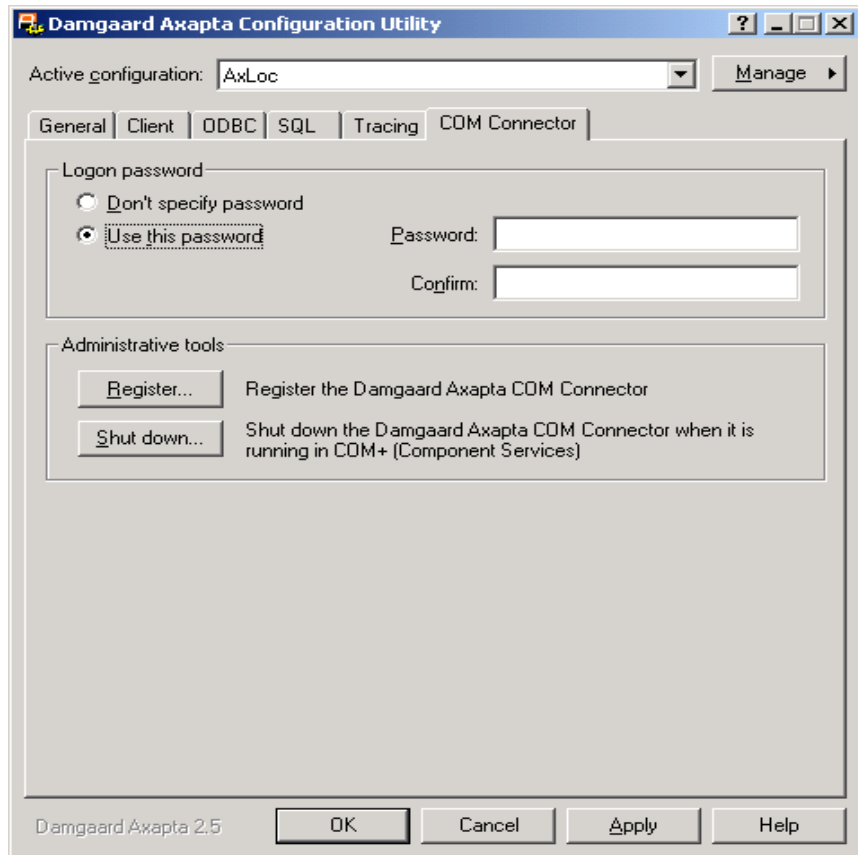 Damgaard Axapta Configuration Utility
Active configuration: AxLoc Manage
General Client ODBC SQL Tracing COM Connector
Logon password
Don't specify password
Use this password Password:
Confirm:
Administrative tools
Register... Register the Damgaard Axapta COM Connector
Shut down... Shut down the Damgaard Axapta COM Connector when it is
running in COM+ (Component Services)
Damgaard Axapta 2.5 OK Cancel Apply Help